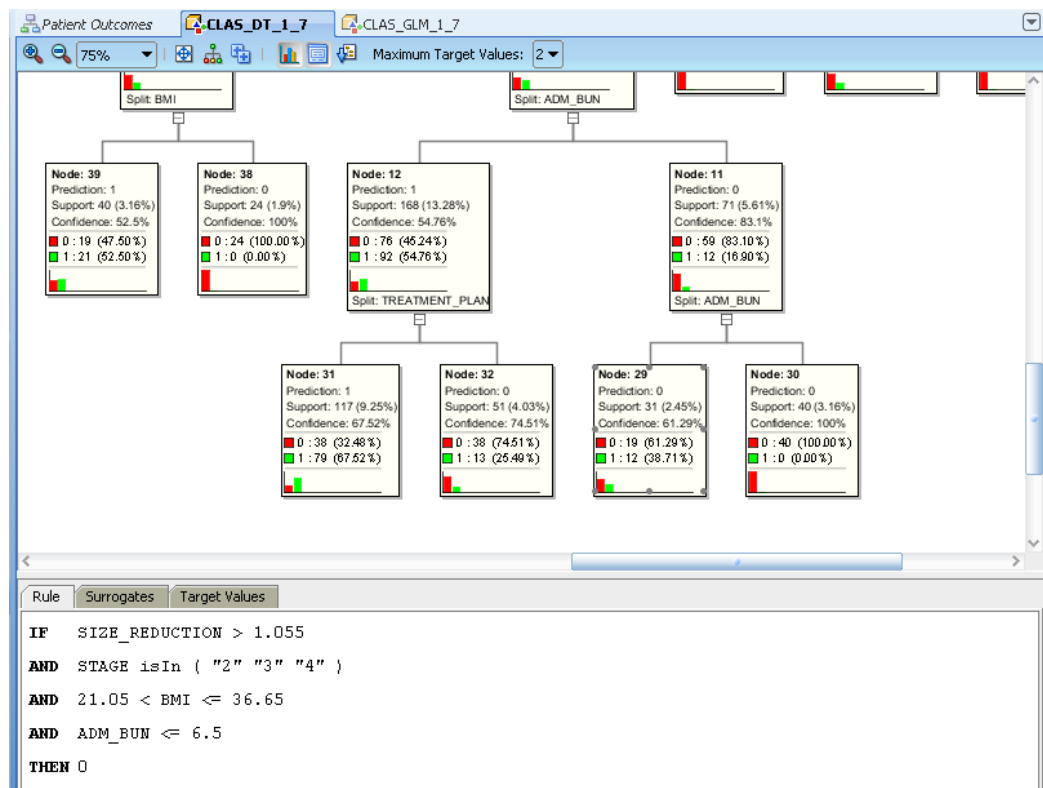 Patient Outcomes CLAS_DT_1_7 CLAS_GLM_1_7
75% Maximum Target Values: 2
Split: BMI
Split: ADM_BUN
Node: 39
Prediction: 1
Support: 40 (3.16%)
Confidence: 52.5%
0 : 19 (47.50%)
1 : 21 (52.50%)
Node: 38
Prediction: 0
Support: 24 (1.9%)
Confidence: 100%
0 : 24 (100.00%)
1 : 0 (0.00%)
Node: 12
Prediction: 1
Support: 168 (13.28%)
Confidence: 54.76%
0 : 76 (45.24%)
1 : 92 (54.76%)
Split: TREATMENT_PLAN
Node: 11
Prediction: 0
Support: 71 (5.61%)
Confidence: 83.1%
0 : 59 (83.10%)
1 : 12 (16.90%)
Split: ADM_BUN
Node: 31
Prediction: 1
Support: 117 (9.25%)
Confidence: 67.52%
0 : 38 (32.48%)
1 : 79 (67.52%)
Node: 32
Prediction: 0
Support: 51 (4.03%)
Confidence: 74.51%
0 : 38 (74.51%)
1 : 13 (25.49%)
Node: 29
Prediction: 0
Support: 31 (2.45%)
Confidence: 61.29%
0 : 19 (61.29%)
1 : 12 (38.71%)
Node: 30
Prediction: 0
Support: 40 (3.16%)
Confidence: 100%
0 : 40 (100.00%)
1 : 0 (0.00%)
Rule Surrogates Target Values
IF SIZE_REDUCTION > 1.055
AND STAGE isIn ( "2" "3" "4" )
AND 21.05 < BMI <= 36.65
AND ADM_BUN <= 6.5
THEN 0